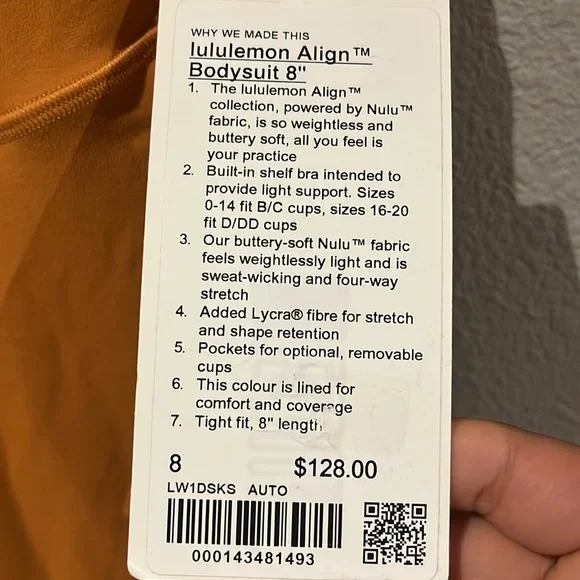 WHY WE MADE THIS
lululemon Align™
Bodysuit 8"
1. The lululemon Align™
collection, powered by Nulu™
fabric, is so weightless and
buttery soft, all you feel is
your practice
2. Built-in shelf bra intended to
provide light support. Sizes
0-14 fit B/C cups, sizes 16-20
fit D/DD cups
3. Our buttery-soft Nulu™ fabric
feels weightlessly light and is
sweat-wicking and four-way
stretch
4. Added Lycra® fibre for stretch
and shape retention
5. Pockets for optional, removable
cups
6. This colour is lined for
comfort and coverage
7. Tight fit, 8" length
8 $128.00
LW1DSKS AUTO
000143481493